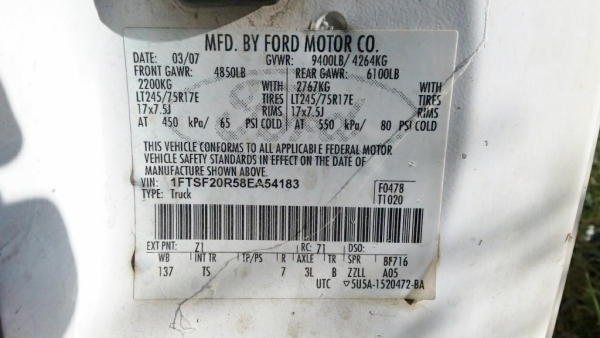 MFD. BY FORD MOTOR CO.
DATE: 03/07 GVWR: 9400LB/ 4264KG
FRONT GAWR: 4850LB REAR GAWR: 6100LB
2200KG WITH 2767KG WITH
LT245/75R17E TIRES LT245/75R17E TIRES
17x7.5J RIMS 17x7.5J RIMS
AT 450 kPa/ 65 PSI COLD AT 550 kPa/ 80 PSI COLD
THIS VEHICLE CONFORMS TO ALL APPLICABLE FEDERAL MOTOR
VEHICLE SAFETY STANDARDS IN EFFECT ON THE DATE OF
MANUFACTURE SHOWN ABOVE.
VIN: 1FTSF20R58EA54183 F0478
TYPE: Truck T1020
EXT PNT: Z1 RC: 71 DSO:
WB INT TR TP/PS R AXLE TR SPR BF716
137 TS 7 3L B ZZLL A05
UTC ▽5U5A-1520472-BA